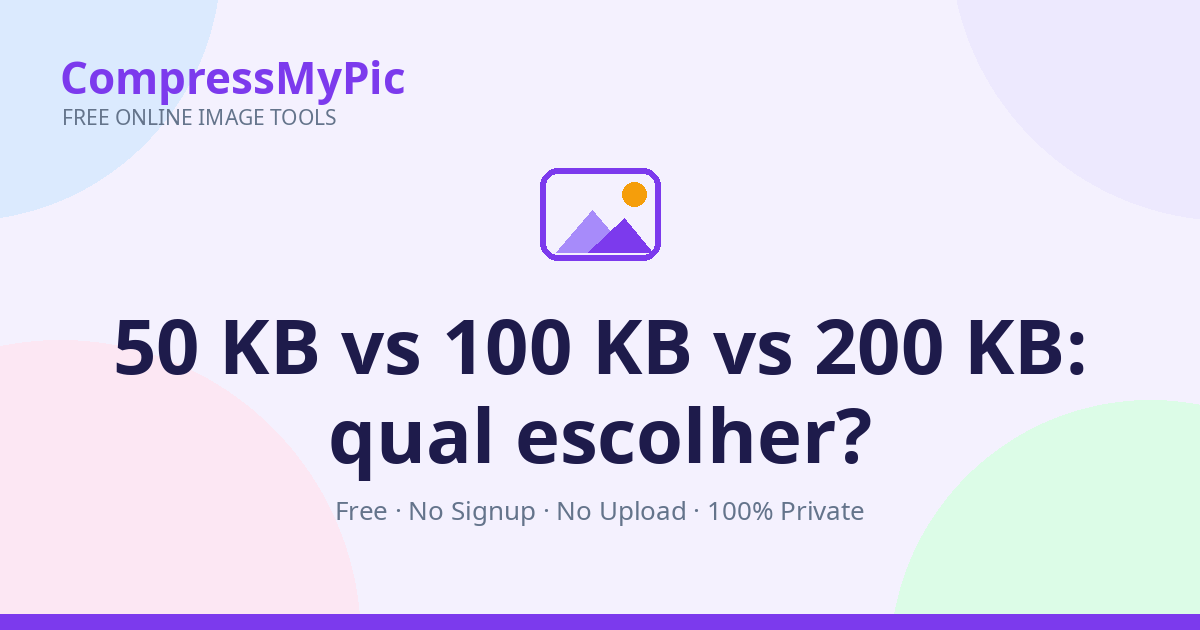 CompressMyPic
FREE ONLINE IMAGE TOOLS
50 KB vs 100 KB vs 200 KB:
qual escolher?
Free · No Signup · No Upload · 100% Private